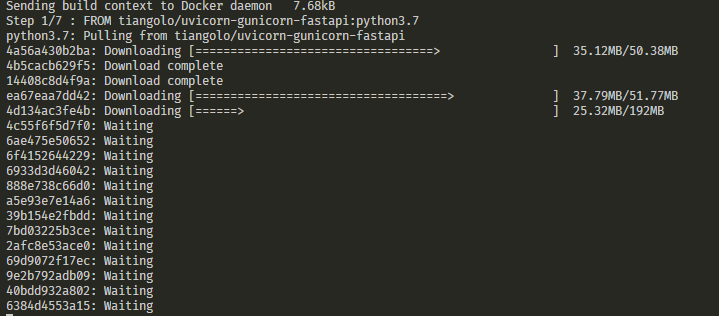 Sending build context to Docker daemon   7.68kB
Step 1/7 : FROM tiangolo/uvicorn-gunicorn-fastapi:python3.7
python3.7: Pulling from tiangolo/uvicorn-gunicorn-fastapi
4a56a430b2ba: Downloading [==================================>                ]  35.12MB/50.38MB
4b5cacb629f5: Download complete
14408c8d4f9a: Download complete
ea67eaa7dd42: Downloading [====================================>              ]  37.79MB/51.77MB
4d134ac3fe4b: Downloading [======>                                            ]  25.32MB/192MB
4c55f6f5d7f0: Waiting
6ae475e50652: Waiting
6f4152644229: Waiting
6933d3d46042: Waiting
888e738c66d0: Waiting
a5e93e7e14a6: Waiting
39b154e2fbdd: Waiting
7bd03225b3ce: Waiting
2afc8e53ace0: Waiting
69d9072f17ec: Waiting
9e2b792adb09: Waiting
40bdd932a802: Waiting
6384d4553a15: Waiting